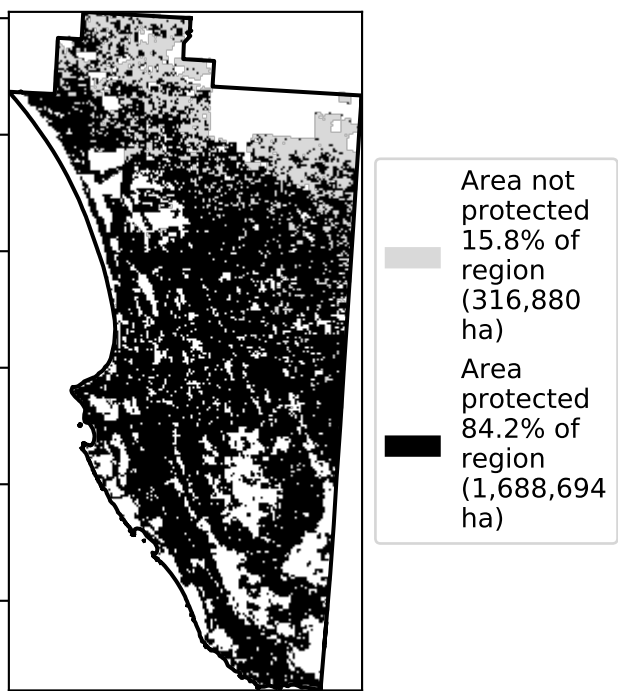 Area not
protected
15.8% of
region
(316,880
ha)
Area
protected
84.2% of
region
(1,688,694
ha)